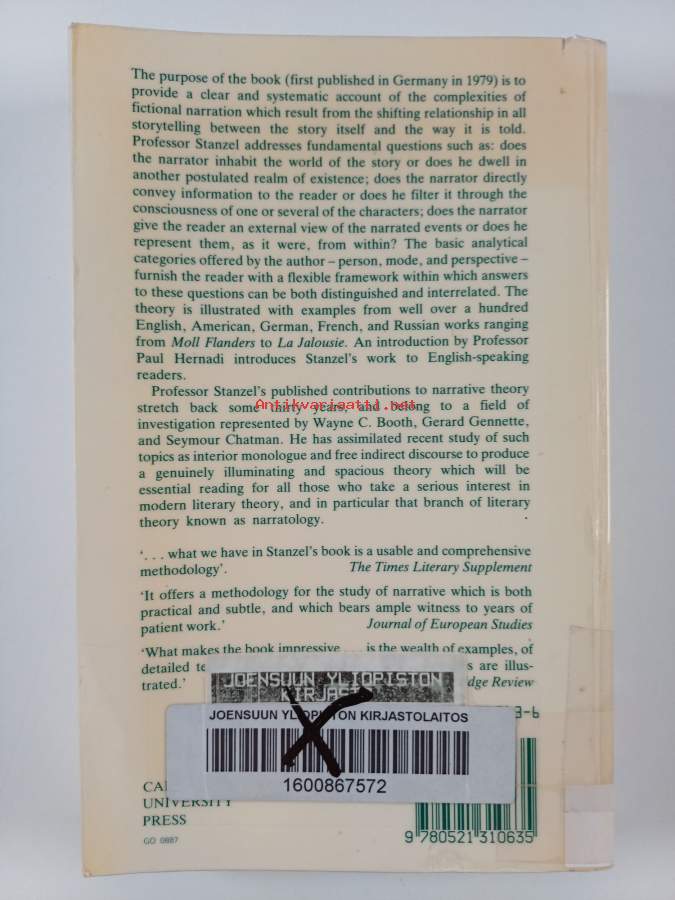 The purpose of the book (first published in Germany in 1979) is to
provide a clear and systematic account of the complexities of
fictional narration which result from the shifting relationship in all
storytelling between the story itself and the way it is told.
Professor Stanzel addresses fundamental questions such as: does
the narrator inhabit the world of the story or does he dwell in
another postulated realm of existence; does the narrator directly
convey information to the reader or does he filter it through the
consciousness of one or several of the characters; does the narrator
give the reader an external view of the narrated events or does he
represent them, as it were, from within? The basic analytical
categories offered by the author – person, mode, and perspective –
furnish the reader with a flexible framework within which answers
to these questions can be both distinguished and interrelated. The
theory is illustrated with examples from well over a hundred
English, American, German, French, and Russian works ranging
from Moll Flanders to La Jalousie. An introduction by Professor
Paul Hernadi introduces Stanzel's work to English-speaking
readers.
Professor Stanzel's published contributions to narrative theory
stretch back some thirty years, and belong to a field of
Antikvariaatti.net
investigation represented by Wayne C. Booth, Gerard Gennette,
and Seymour Chatman. He has assimilated recent study of such
topics as interior monologue and free indirect discourse to produce
a genuinely illuminating and spacious theory which will be
essential reading for all those who take a serious interest in
modern literary theory, and in particular that branch of literary
theory known as narratology.
'. . . what we have in Stanzel's book is a usable and comprehensive
methodology'. The Times Literary Supplement
'It offers a methodology for the study of narrative which is both
practical and subtle, and which bears ample witness to years of
patient work.' Journal of European Studies
'What makes the book impressive is the wealth of examples, of
detailed te s are illus-
trated.' dge Review
JOENSUUN YLIOPISTON
KIRJAST
3-6
JOENSUUN YLIOPISTON KIRJASTOLAITOS
1600867572
CA
UNIVERSITY
PRESS
GO 0887
9 780521 310635